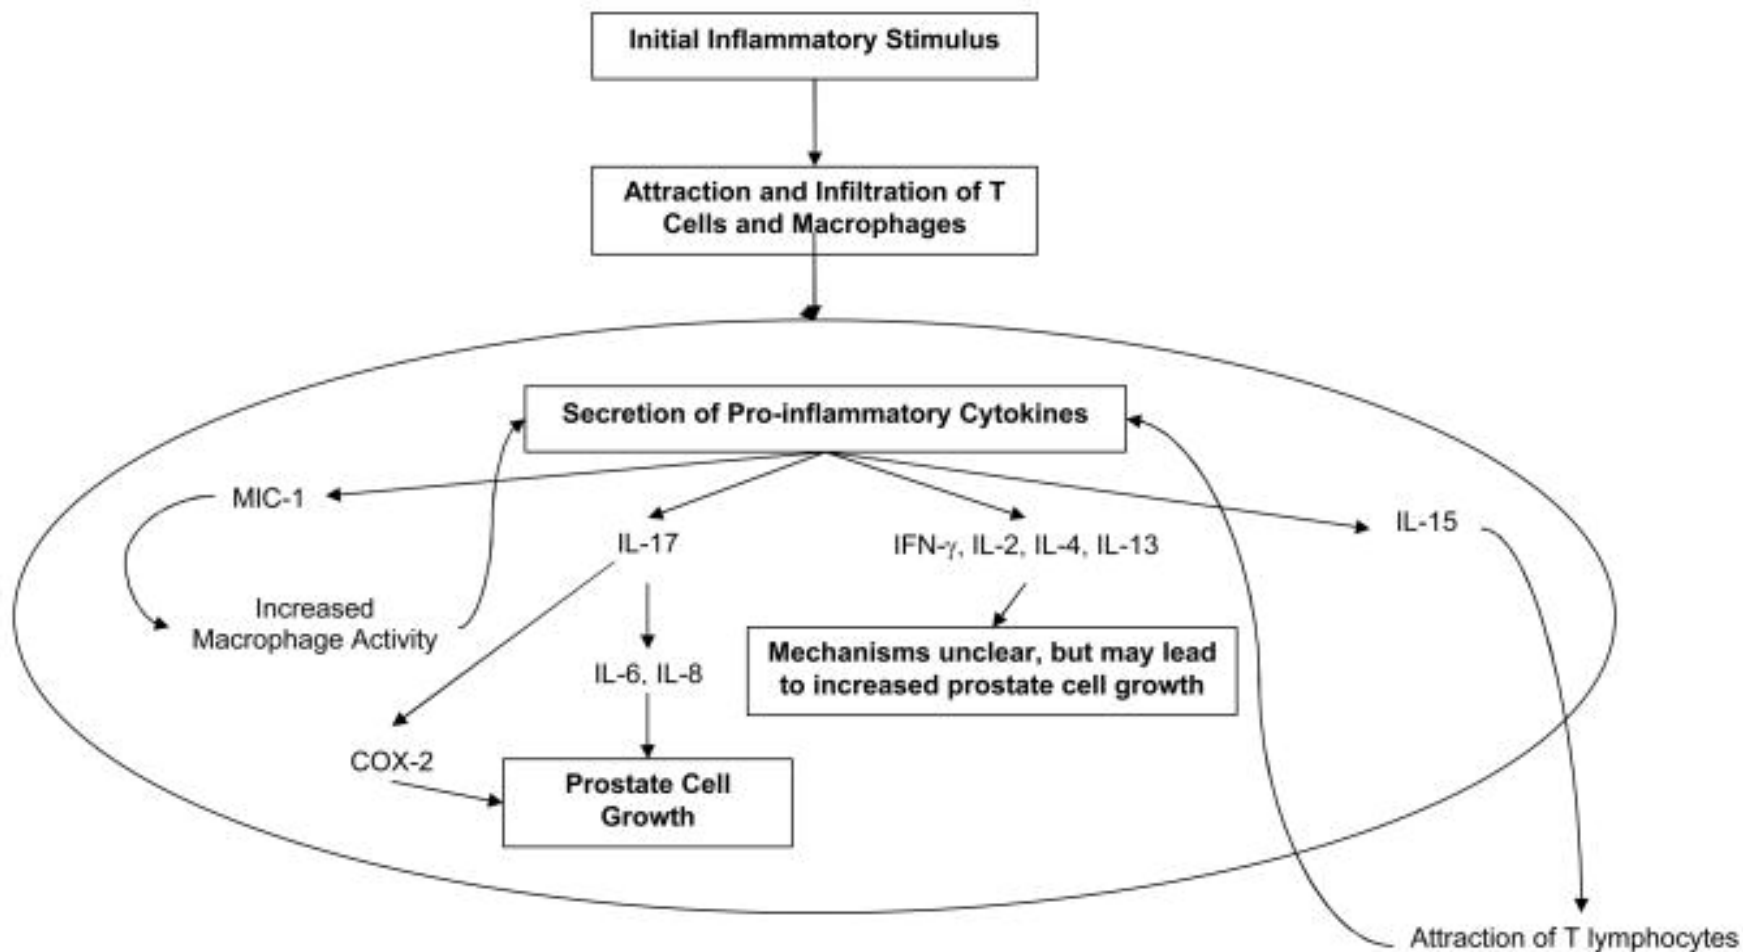 Initial Inflammatory Stimulus
Attraction and Infiltration of T
Cells and Macrophages
Secretion of Pro-inflammatory Cytokines
MIC-1
IL-15
IL-17
IFN-γ, IL-2, IL-4, IL-13
Increased
Macrophage Activity
Mechanisms unclear, but may lead
to increased prostate cell growth
IL-6, IL-8
COX-2
Prostate Cell
Growth
Attraction of T lymphocytes